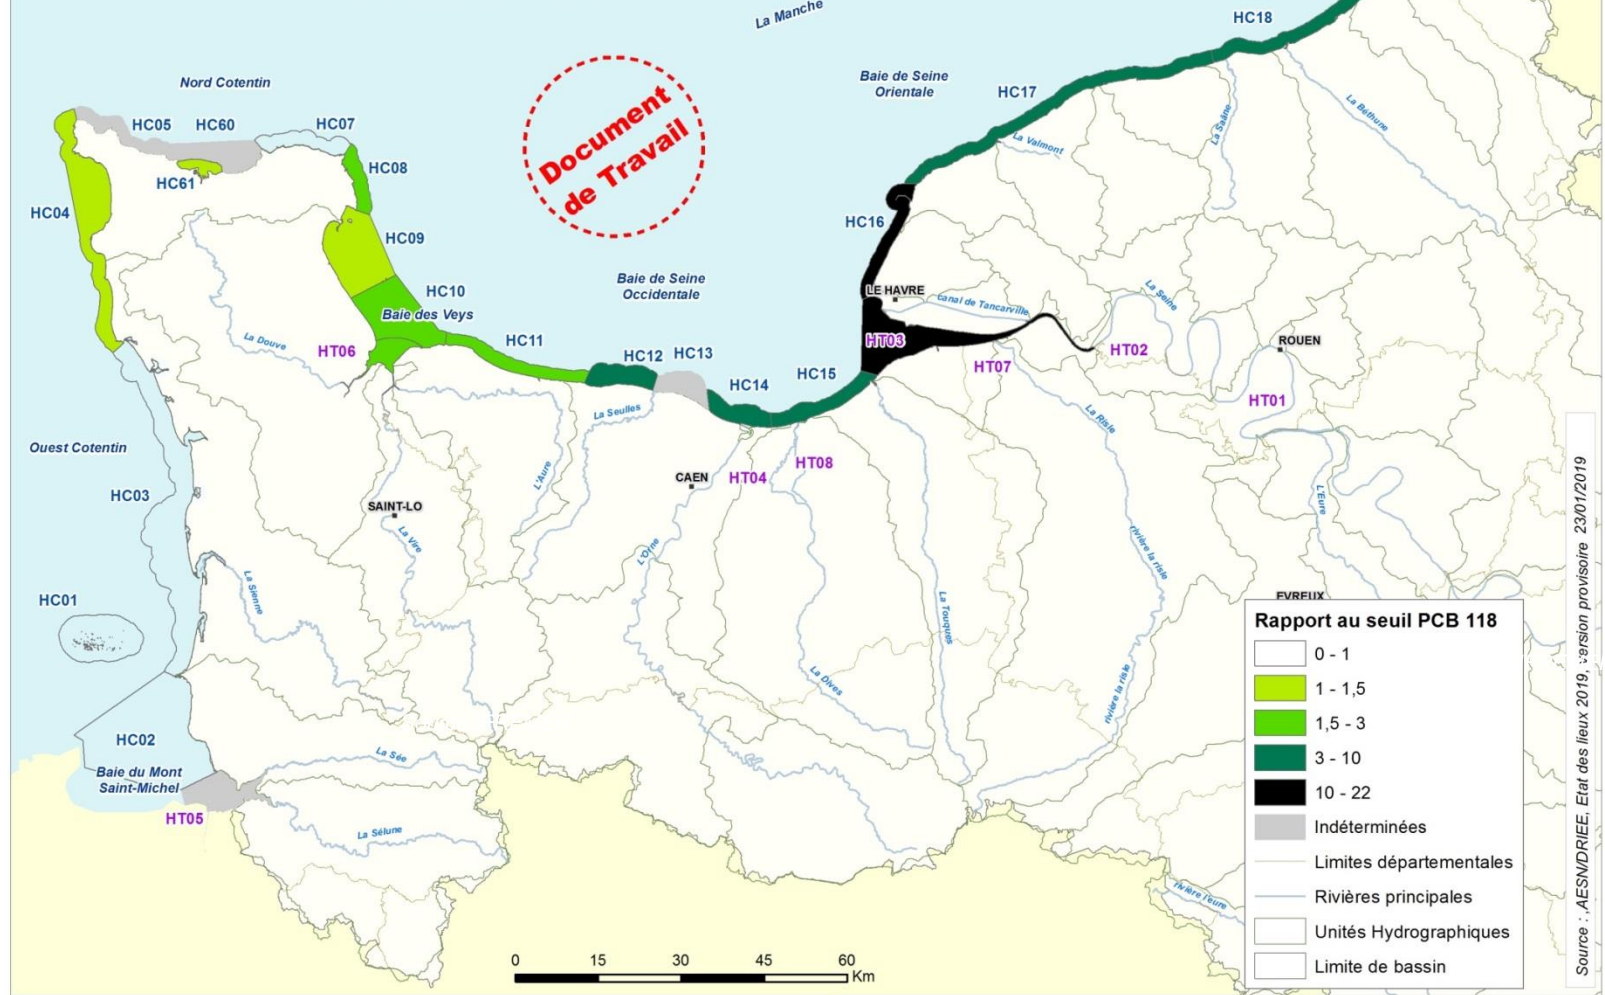 La Manche
HC18
Baie de Seine
Orientale
HC17
Nord Cotentin
Document
de Travail
HC05
HC60
HC07
La Saâne
La Béthune
La Valmont
HC08
HC61
HC04
HC16
HC09
Baie de Seine
Occidentale
HC10
LE HAVRE
canal de Tancarville
La Seine
Baie des Veys
HC11
HT03
ROUEN
La Douve
HT06
HC12
HC13
HT02
HC15
HT07
HC14
HT01
La Seulles
La Risle
Ouest Cotentin
HT08
CAEN
HT04
L'Aure
HC03
L'Eure
SAINT-LO
La Vire
L'Orne
rivière la risle
La Sienne
HC01
EVREUX
La Touques
La Dives
rivière la risle
HC02
La Sée
Baie du Mont
Saint-Michel
HT05
La Sélune
rivière l'eure
Rapport au seuil PCB 118
0 - 1
1 - 1,5
1,5 - 3
3 - 10
10 - 22
Indéterminées
Limites départementales
Rivières principales
Unités Hydrographiques
Limite de bassin
0 15 30 45 60
Km
Source : ,AESN/DRIEE, Etat des lieux 2019, version provisoire 23/01/2019